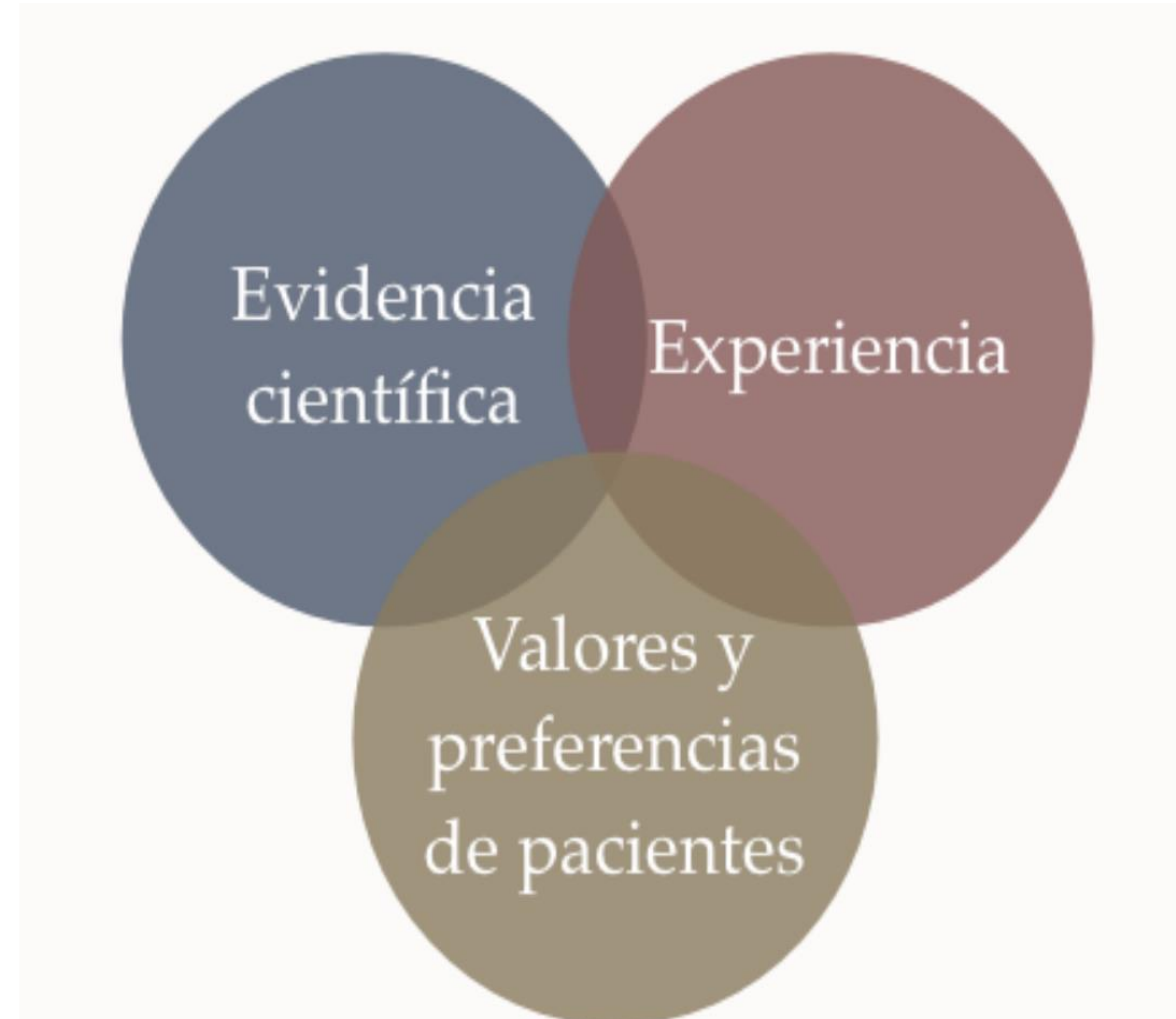 Evidencia
científica
Experiencia
Valores y
preferencias
de pacientes